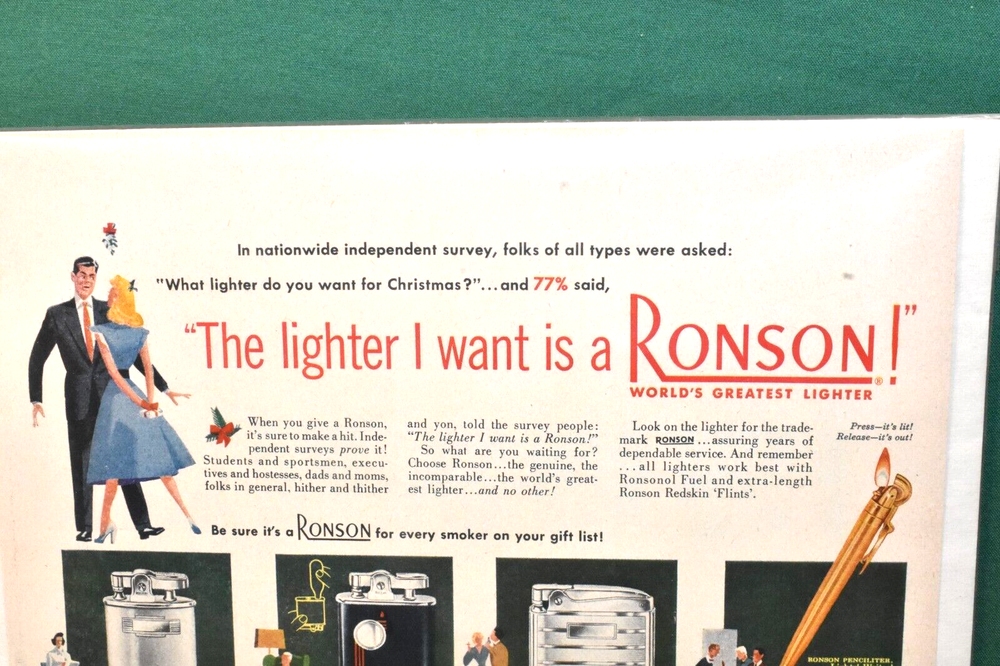 In nationwide independent survey, folks of all types were asked:
"What lighter do you want for Christmas?"...and 77% said,
"The lighter I want is a RONSON!"
®
WORLD'S GREATEST LIGHTER
When you give a Ronson,
it's sure to make a hit. Inde-
pendent surveys prove it!
Students and sportsmen, execu-
tives and hostesses, dads and moms,
folks in general, hither and thither
and yon, told the survey people:
"The lighter I want is a Ronson!"
So what are you waiting for?
Choose Ronson...the genuine, the
incomparable...the world's great-
est lighter...and no other!
Look on the lighter for the trade-
mark RONSON...assuring years of
dependable service. And remember
...all lighters work best with
Ronsonol Fuel and extra-length
Ronson Redskin 'Flints'.
Press—it's lit!
Release—it's out!
Be sure it's a RONSON for every smoker on your gift list!
RONSON PENCILITER.